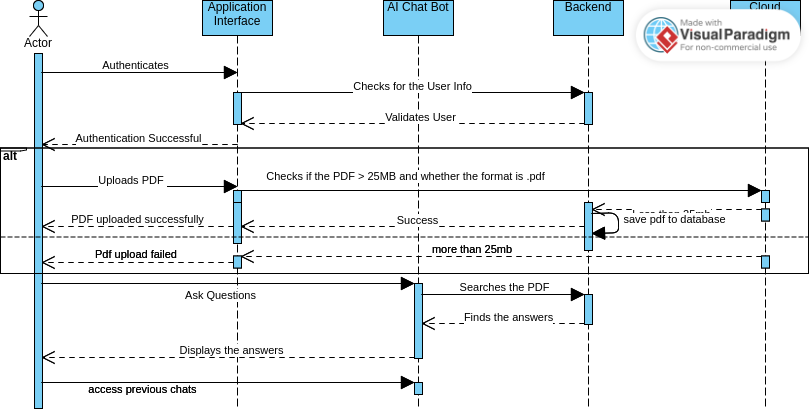 Application
Interface
AI Chat Bot
Backend
Cloud
Made with
Visual Paradigm
For non-commercial use
Actor
Authenticates
Checks for the User Info
Validates User
Authentication Successful
alt
Uploads PDF
Checks if the PDF > 25MB and whether the format is .pdf
PDF uploaded successfully
Success
save pdf to database
Pdf upload failed
more than 25mb
Ask Questions
Searches the PDF
Finds the answers
Displays the answers
access previous chats